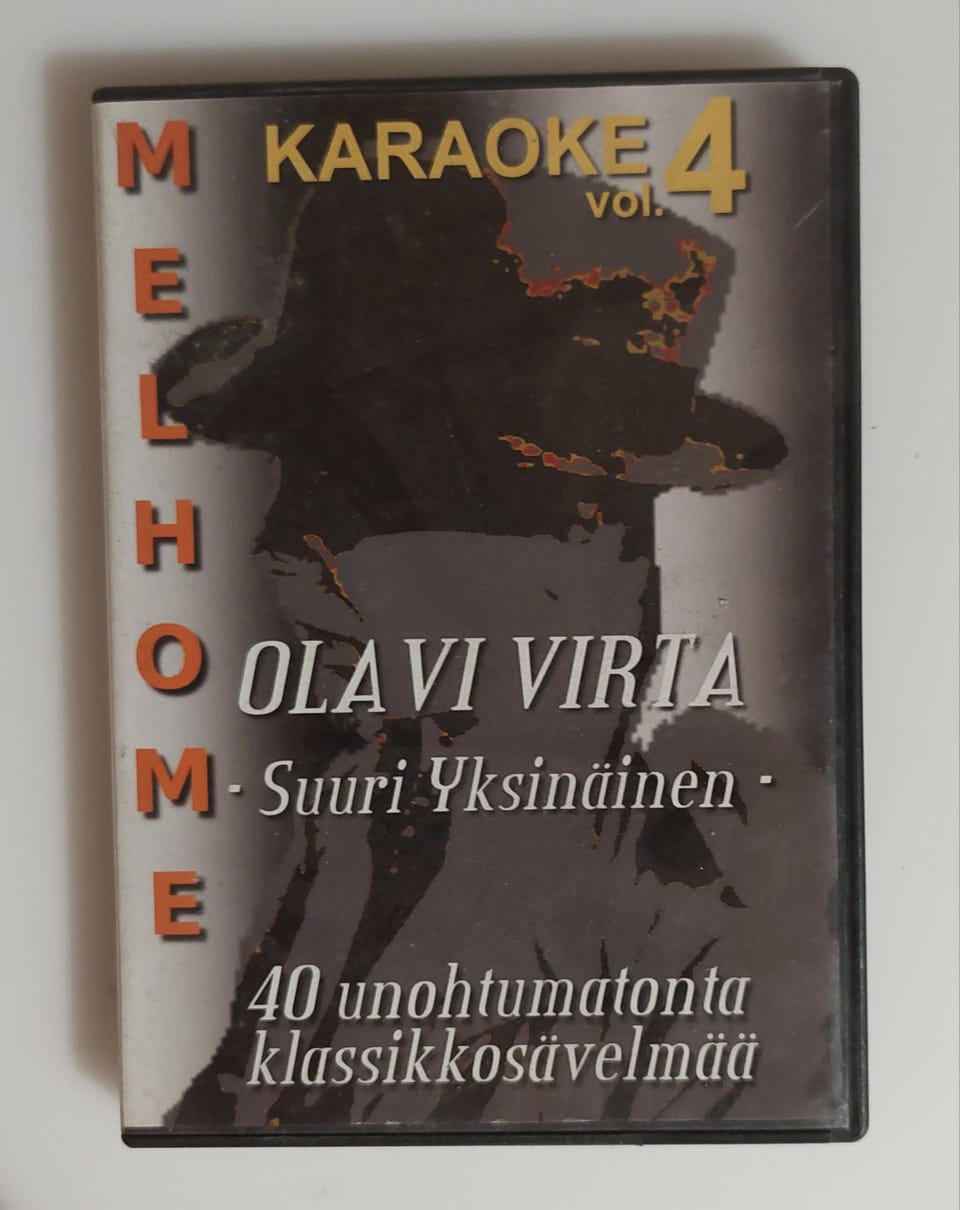 MELHOME
KARAOKE
vol. 4
OLAVI VIRTA
- Suuri Yksinäinen -
40 unohtumatonta
klassikkosävelmää